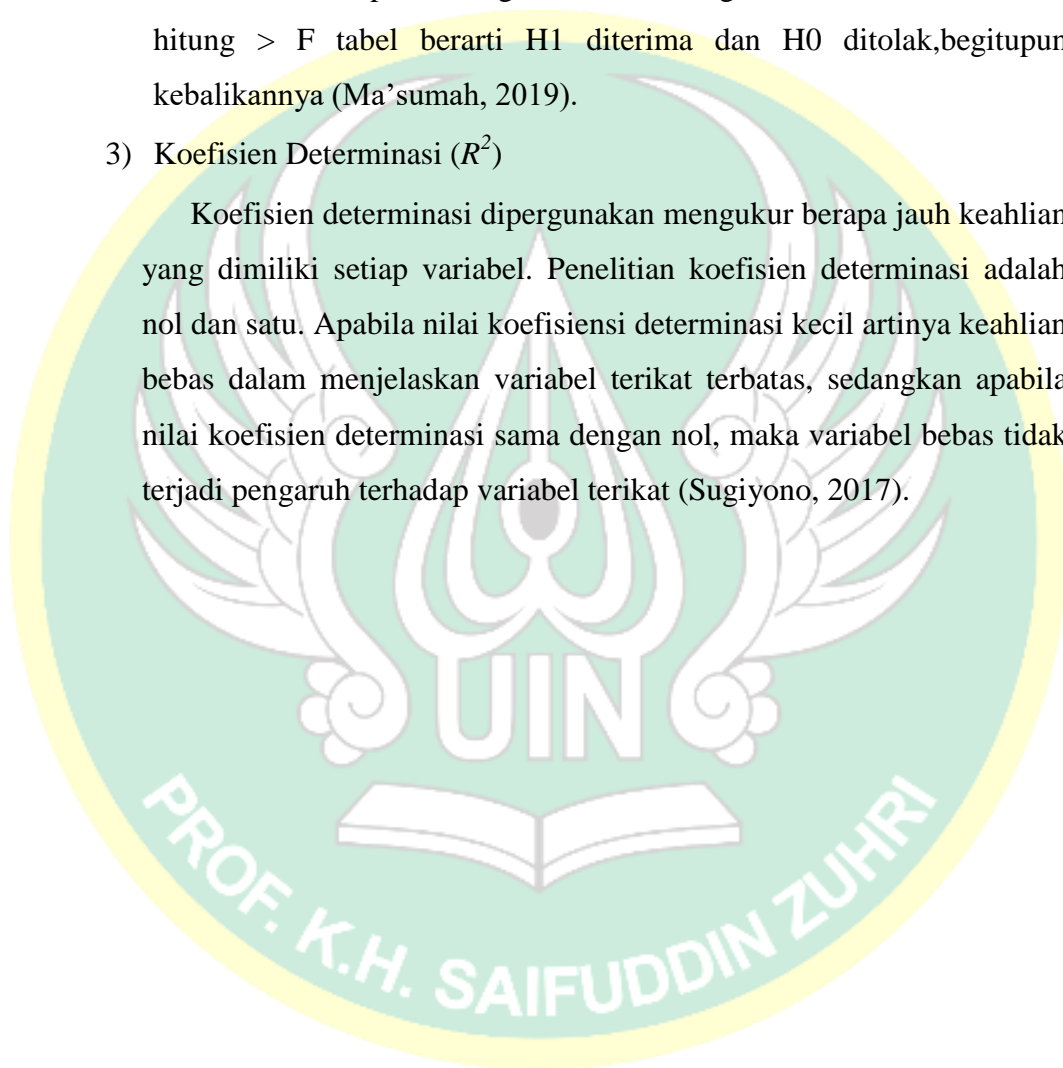 hitung > F tabel berarti H1 diterima dan H0 ditolak,begitupun
kebalikannya (Ma’sumah, 2019).
3) Koefisien Determinasi (R²)
Koefisien determinasi dipergunakan mengukur berapa jauh keahlian
yang dimiliki setiap variabel. Penelitian koefisien determinasi adalah
nol dan satu. Apabila nilai koefisiensi determinasi kecil artinya keahlian
bebas dalam menjelaskan variabel terikat terbatas, sedangkan apabila
nilai koefisien determinasi sama dengan nol, maka variabel bebas tidak
terjadi pengaruh terhadap variabel terikat (Sugiyono, 2017).
UIN
PROF. K.H. SAIFUDDIN ZUHRI